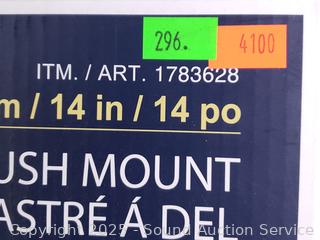 296.
4100
ITM. / ART. 1783628
m / 14 in / 14 po
USH MOUNT
ASTRÉ Á DEL
Copyright © 2025 - Sound Auction Service